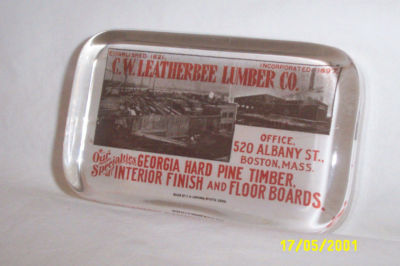 ESTABLISHED 1821. INCORPORATED 1897
C. W. LEATHERBEE LUMBER CO.
OFFICE,
520 ALBANY ST.,
BOSTON, MASS.
Our Specialties GEORGIA HARD PINE TIMBER,
INTERIOR FINISH AND FLOOR BOARDS.
17/05/2001